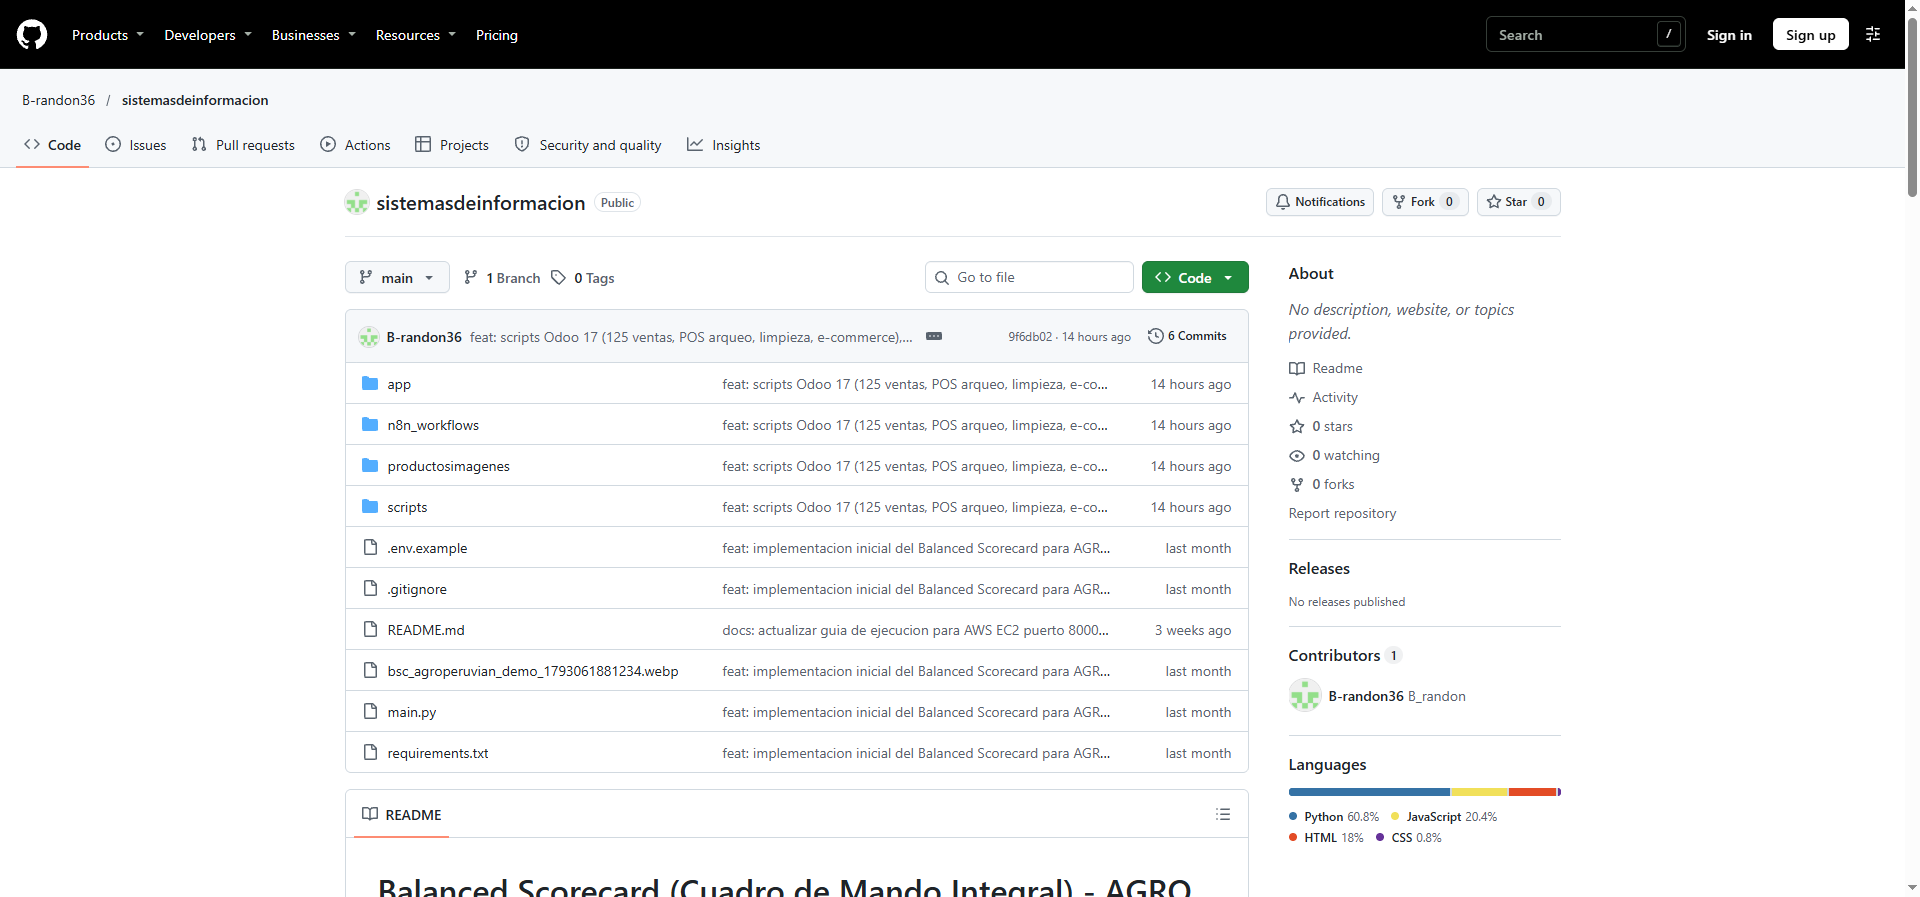 Products
Developers
Businesses
Resources
Pricing
Search
/
Sign in
Sign up
B-randon36 / sistemasdeinformacion
Code
Issues
Pull requests
Actions
Projects
Security and quality
Insights
sistemasdeinformacion
Public
Notifications
Fork 0
Star 0
main
1 Branch
0 Tags
Go to file
Code
B-randon36 feat: scripts Odoo 17 (125 ventas, POS arqueo, limpieza, e-commerce),... 9f6db02 · 14 hours ago 6 Commits
app feat: scripts Odoo 17 (125 ventas, POS arqueo, limpieza, e-co... 14 hours ago
n8n_workflows feat: scripts Odoo 17 (125 ventas, POS arqueo, limpieza, e-co... 14 hours ago
productosimagenes feat: scripts Odoo 17 (125 ventas, POS arqueo, limpieza, e-co... 14 hours ago
scripts feat: scripts Odoo 17 (125 ventas, POS arqueo, limpieza, e-co... 14 hours ago
.env.example feat: implementacion inicial del Balanced Scorecard para AGR... last month
.gitignore feat: implementacion inicial del Balanced Scorecard para AGR... last month
README.md docs: actualizar guia de ejecucion para AWS EC2 puerto 8000... 3 weeks ago
bsc_agroperuvian_demo_1793061881234.webp feat: implementacion inicial del Balanced Scorecard para AGR... last month
main.py feat: implementacion inicial del Balanced Scorecard para AGR... last month
requirements.txt feat: implementacion inicial del Balanced Scorecard para AGR... last month
README
Balanced Scorecard (Cuadro de Mando Integral) - AGRO
About
No description, website, or topics
provided.
Readme
Activity
0 stars
0 watching
0 forks
Report repository
Releases
No releases published
Contributors 1
B-randon36 B_randon
Languages
Python 60.8%
JavaScript 20.4%
HTML 18%
CSS 0.8%